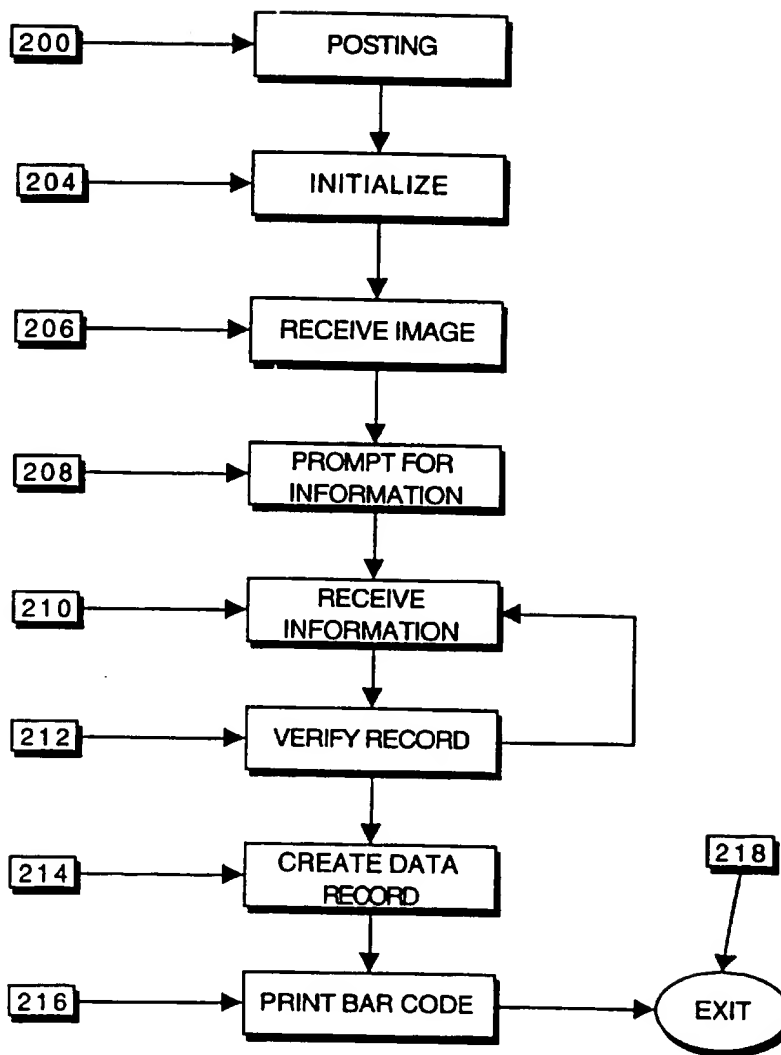 200 POSTING
204 INITIALIZE
206 RECEIVE IMAGE
208 PROMPT FOR
INFORMATION
210 RECEIVE
INFORMATION
212 VERIFY RECORD
214 CREATE DATA
RECORD
218
216 PRINT BAR CODE EXIT